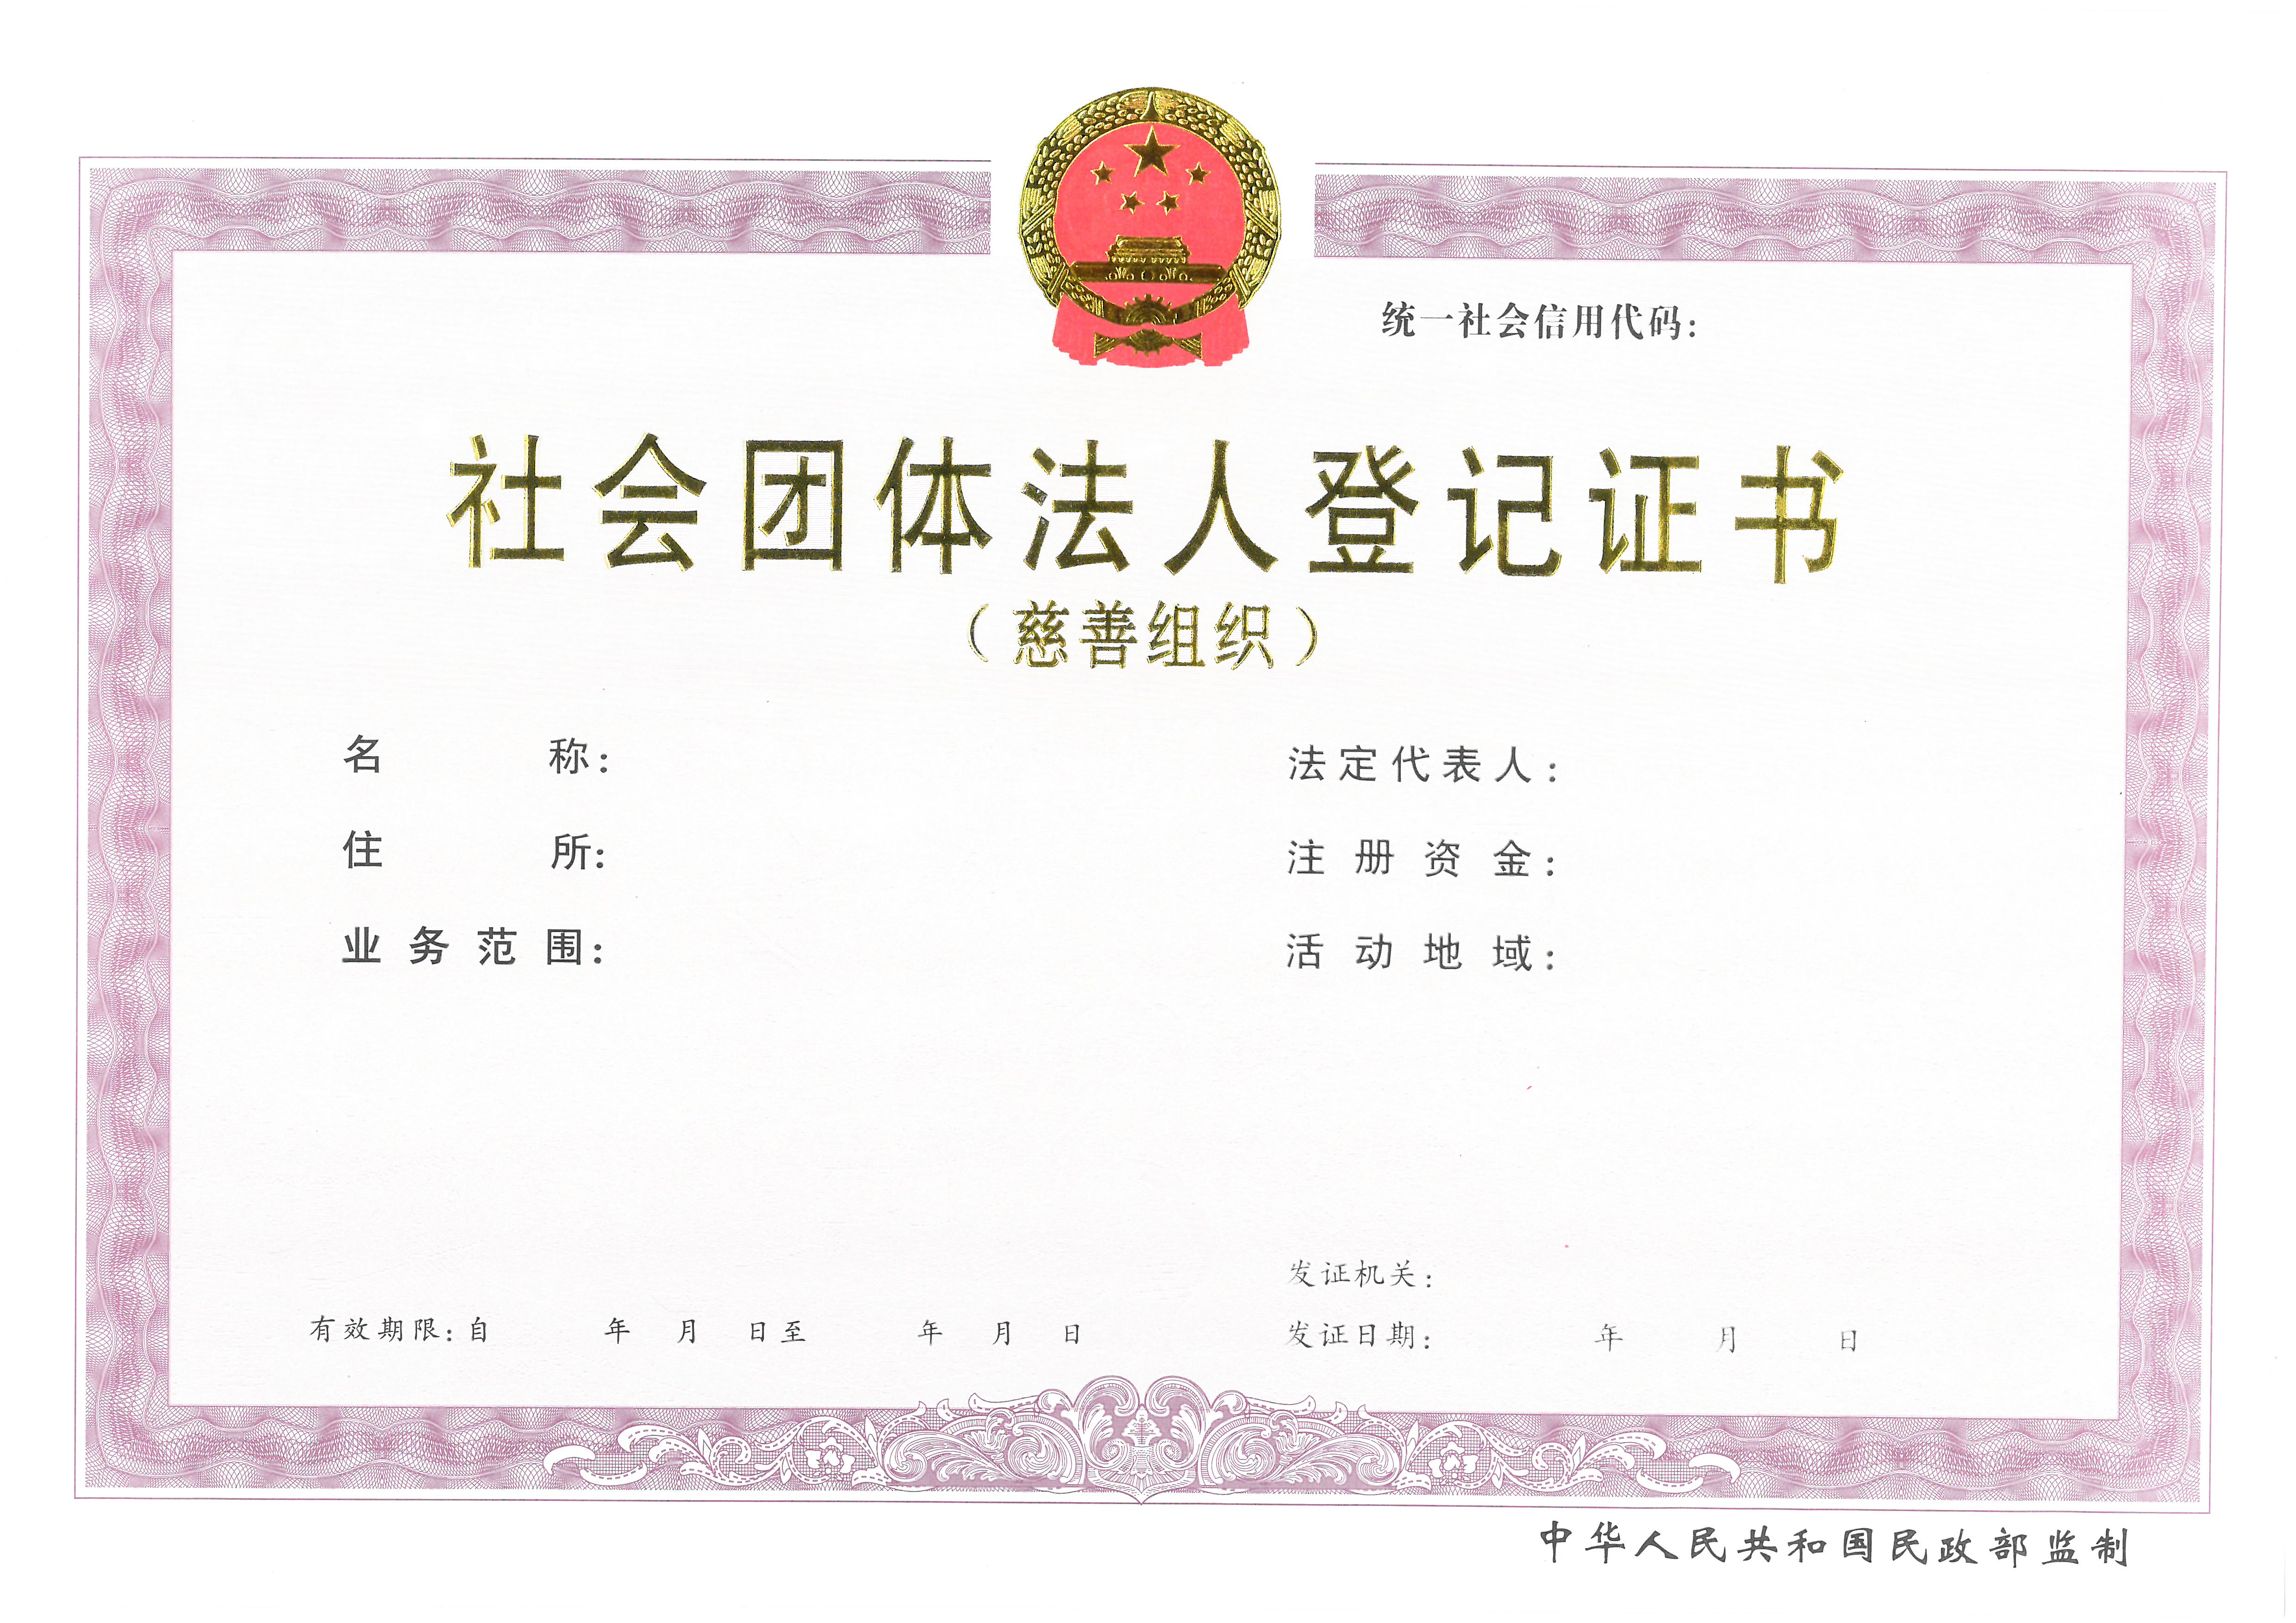 统一社会信用代码:
社会团体法人登记证书
(慈善组织)
名称:
法定代表人:
住所:
注册资金:
业务范围:
活动地域:
发证机关:
有效期限:自 年 月 日至 年 月 日
发证日期: 年 月 日
中华人民共和国民政部监制